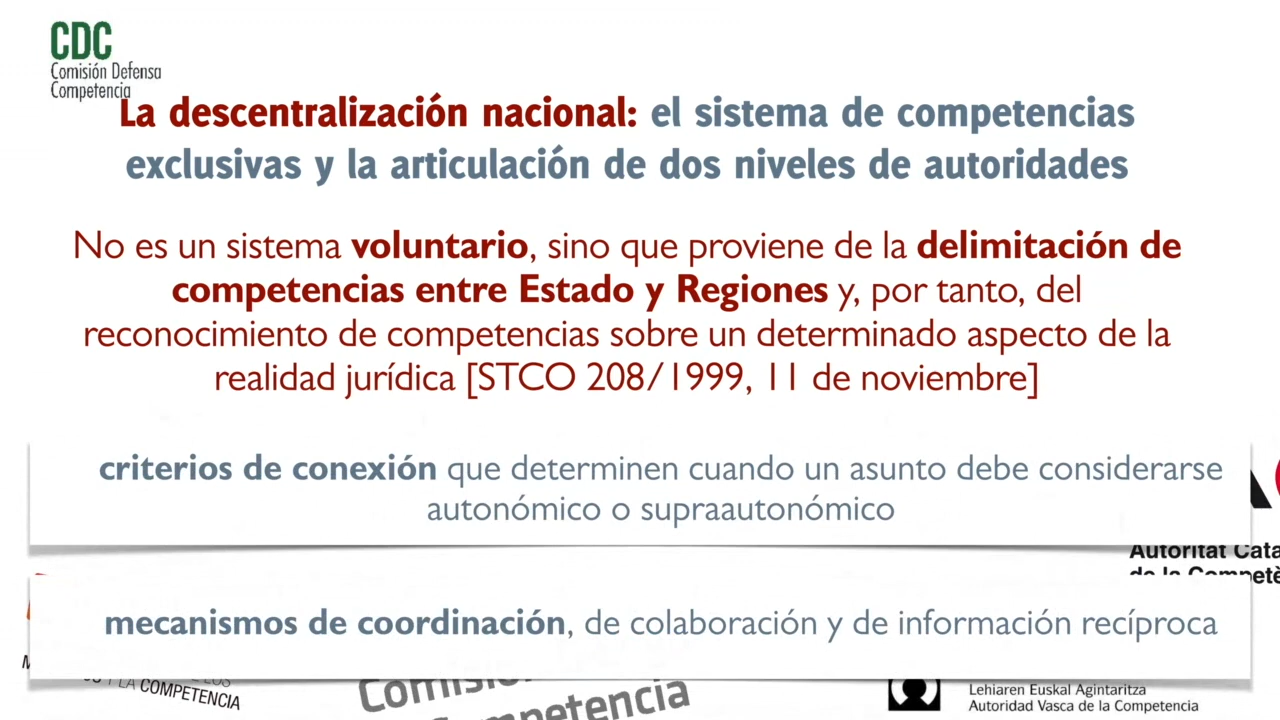 CDC
Comisión Defensa
Competencia
La descentralización nacional: el sistema de competencias
exclusivas y la articulación de dos niveles de autoridades
No es un sistema voluntario, sino que proviene de la delimitación de
competencias entre Estado y Regiones y, por tanto, del
reconocimiento de competencias sobre un determinado aspecto de la
realidad jurídica [STCO 208/1999, 11 de noviembre]
criterios de conexión que determinen cuando un asunto debe considerarse
autonómico o supraautonómico
Autoritat Cata
mecanismos de coordinación, de colaboración y de información recíproca
Y LA COMPETENCIA
Lehiaren Euskal Agintaritza
Autoridad Vasca de la Competencia